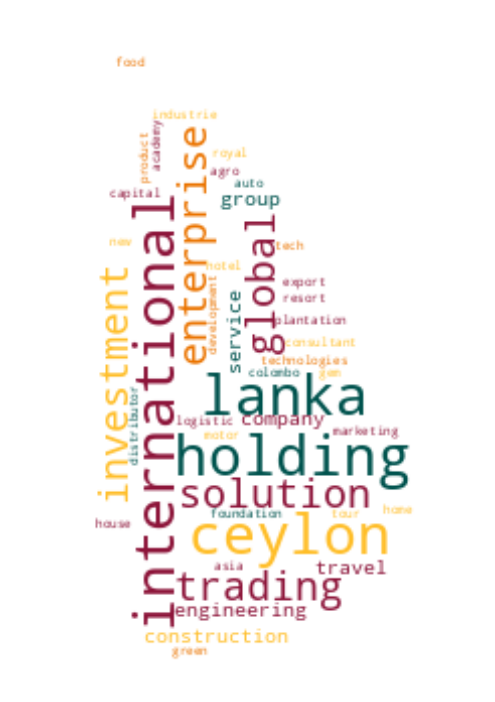 food
industrie
product
academy
enterprise
royal
agro
auto
capital
group
international
global
new
tech
hotel
investment
development
export
service
resort
plantation
consultant
technologies
colombo
gem
lanka
distributor
logistic
company
motor
marketing
holding
solution
house
foundation
tour
home
ceylon
asia
travel
trading
engineering
construction
green